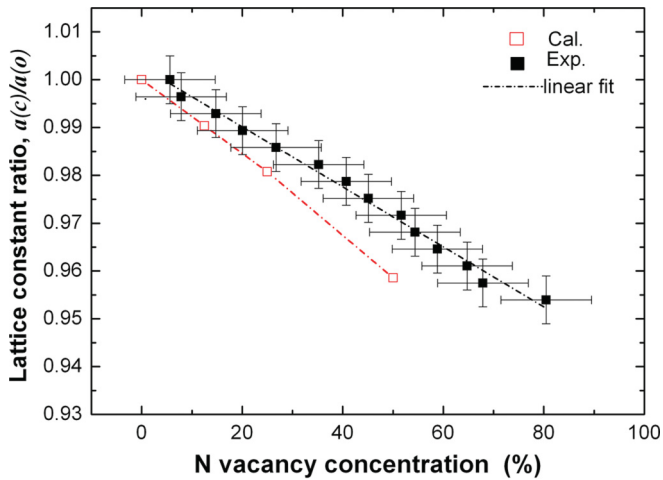 1.01
1.00
0.99
0.98
0.97
0.96
0.95
0.94
0.93
Lattice constant ratio, a(c)/a(o)
Cal.
Exp.
linear fit
0 20 40 60 80 100
N vacancy concentration (%)